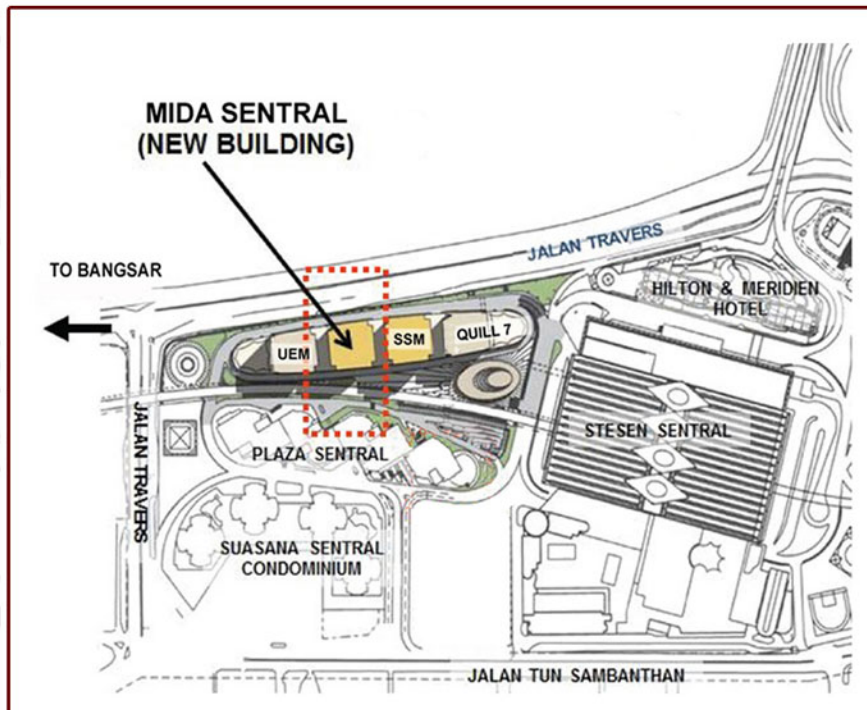 MIDA SENTRAL
(NEW BUILDING)
JALAN TRAVERS
TO BANGSAR
HILTON & MERIDIEN
HOTEL
UEM
SSM
QUILL 7
JALAN TRAVERS
STESEN SENTRAL
PLAZA SENTRAL
SUASANA SENTRAL
CONDOMINIUM
JALAN TUN SAMBANTHAN